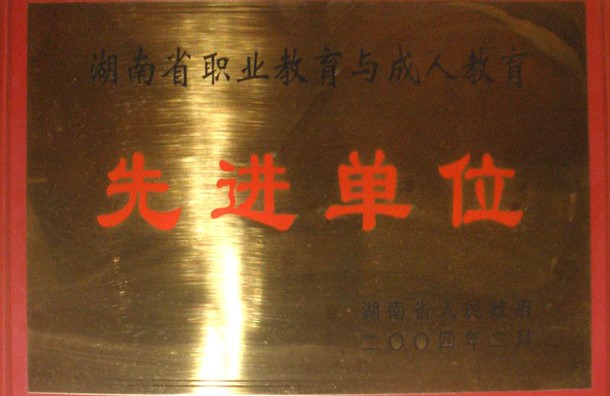 湖南省职业教育与成人教育
先进单位
湖南省人民政府
二〇〇四年二月